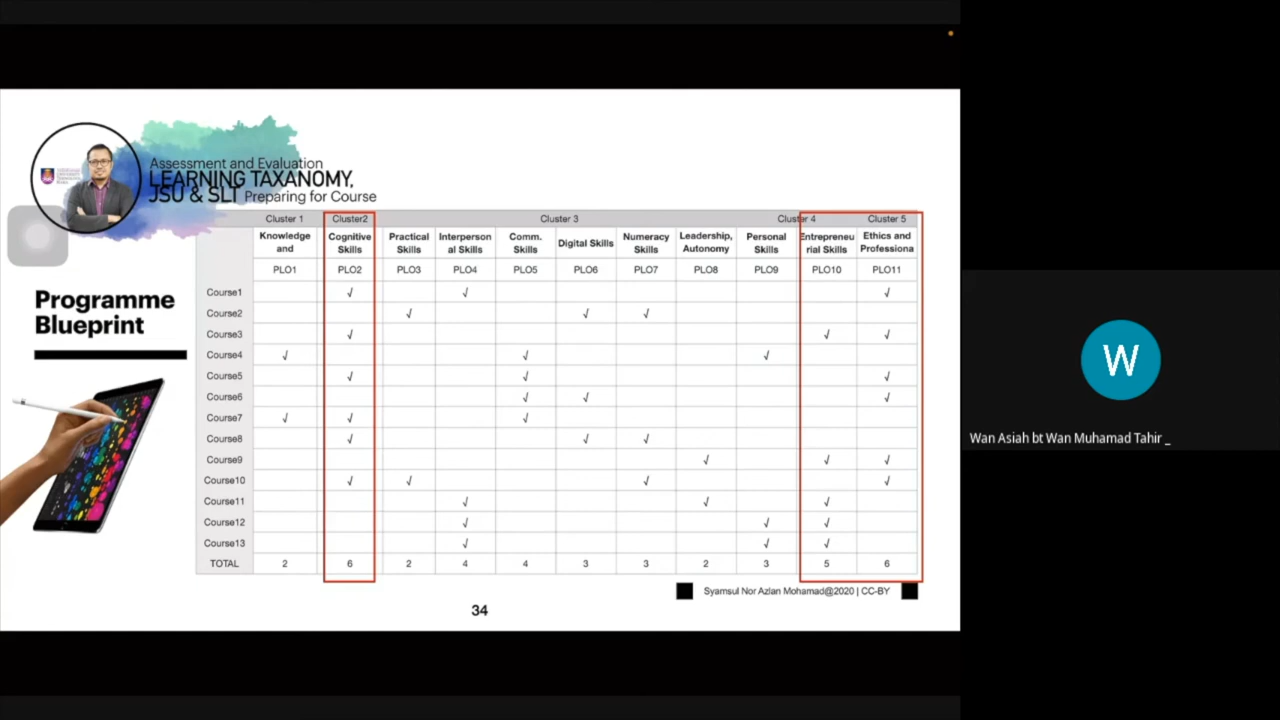 Assessment and Evaluation
LEARNING TAXANOMY,
JSU & SLT Preparing for Course
Programme
Blueprint
Cluster 1 Cluster2 Cluster 3 Cluster 4 Cluster 5
Knowledge and Cognitive Skills Practical Skills Interperson al Skills Comm. Skills Digital Skills Numeracy Skills Leadership, Autonomy Personal Skills Entrepreneu rial Skills Ethics and Professiona
PLO1 PLO2 PLO3 PLO4 PLO5 PLO6 PLO7 PLO8 PLO9 PLO10 PLO11
Course1 √ √ √
Course2 √ √ √
Course3 √ √ √
Course4 √ √ √
Course5 √ √ √
Course6 √ √ √
Course7 √ √ √
Course8 √ √ √
Course9 √ √ √
Course10 √ √ √ √
Course11 √ √ √
Course12 √ √ √
Course13 √ √ √
TOTAL 2 6 2 4 4 3 3 2 3 5 6
Syamsul Nor Azlan Mohamad@2020 | CC-BY
34
W
Wan Asiah bt Wan Muhamad Tahir _